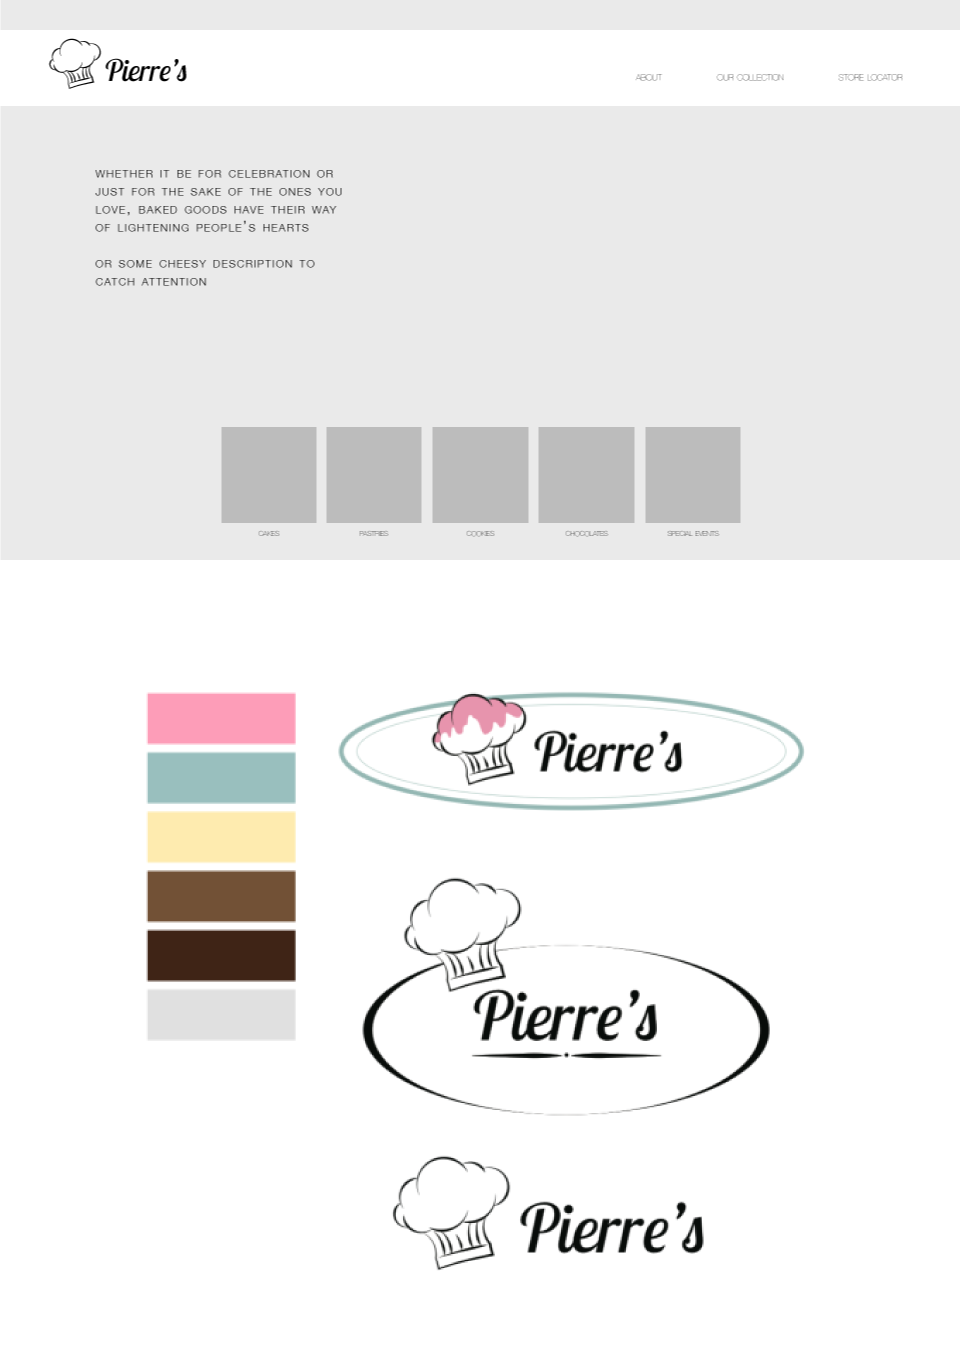 Pierre's
ABOUT OUR COLLECTION STORE LOCATOR
WHETHER IT BE FOR CELEBRATION OR
JUST FOR THE SAKE OF THE ONES YOU
LOVE, BAKED GOODS HAVE THEIR WAY
OF LIGHTENING PEOPLE'S HEARTS
OR SOME CHEESY DESCRIPTION TO
CATCH ATTENTION
CAKES PASTRIES COOKIES CHOCOLATES SPECIAL EVENTS
Pierre's
Pierre's
Pierre's